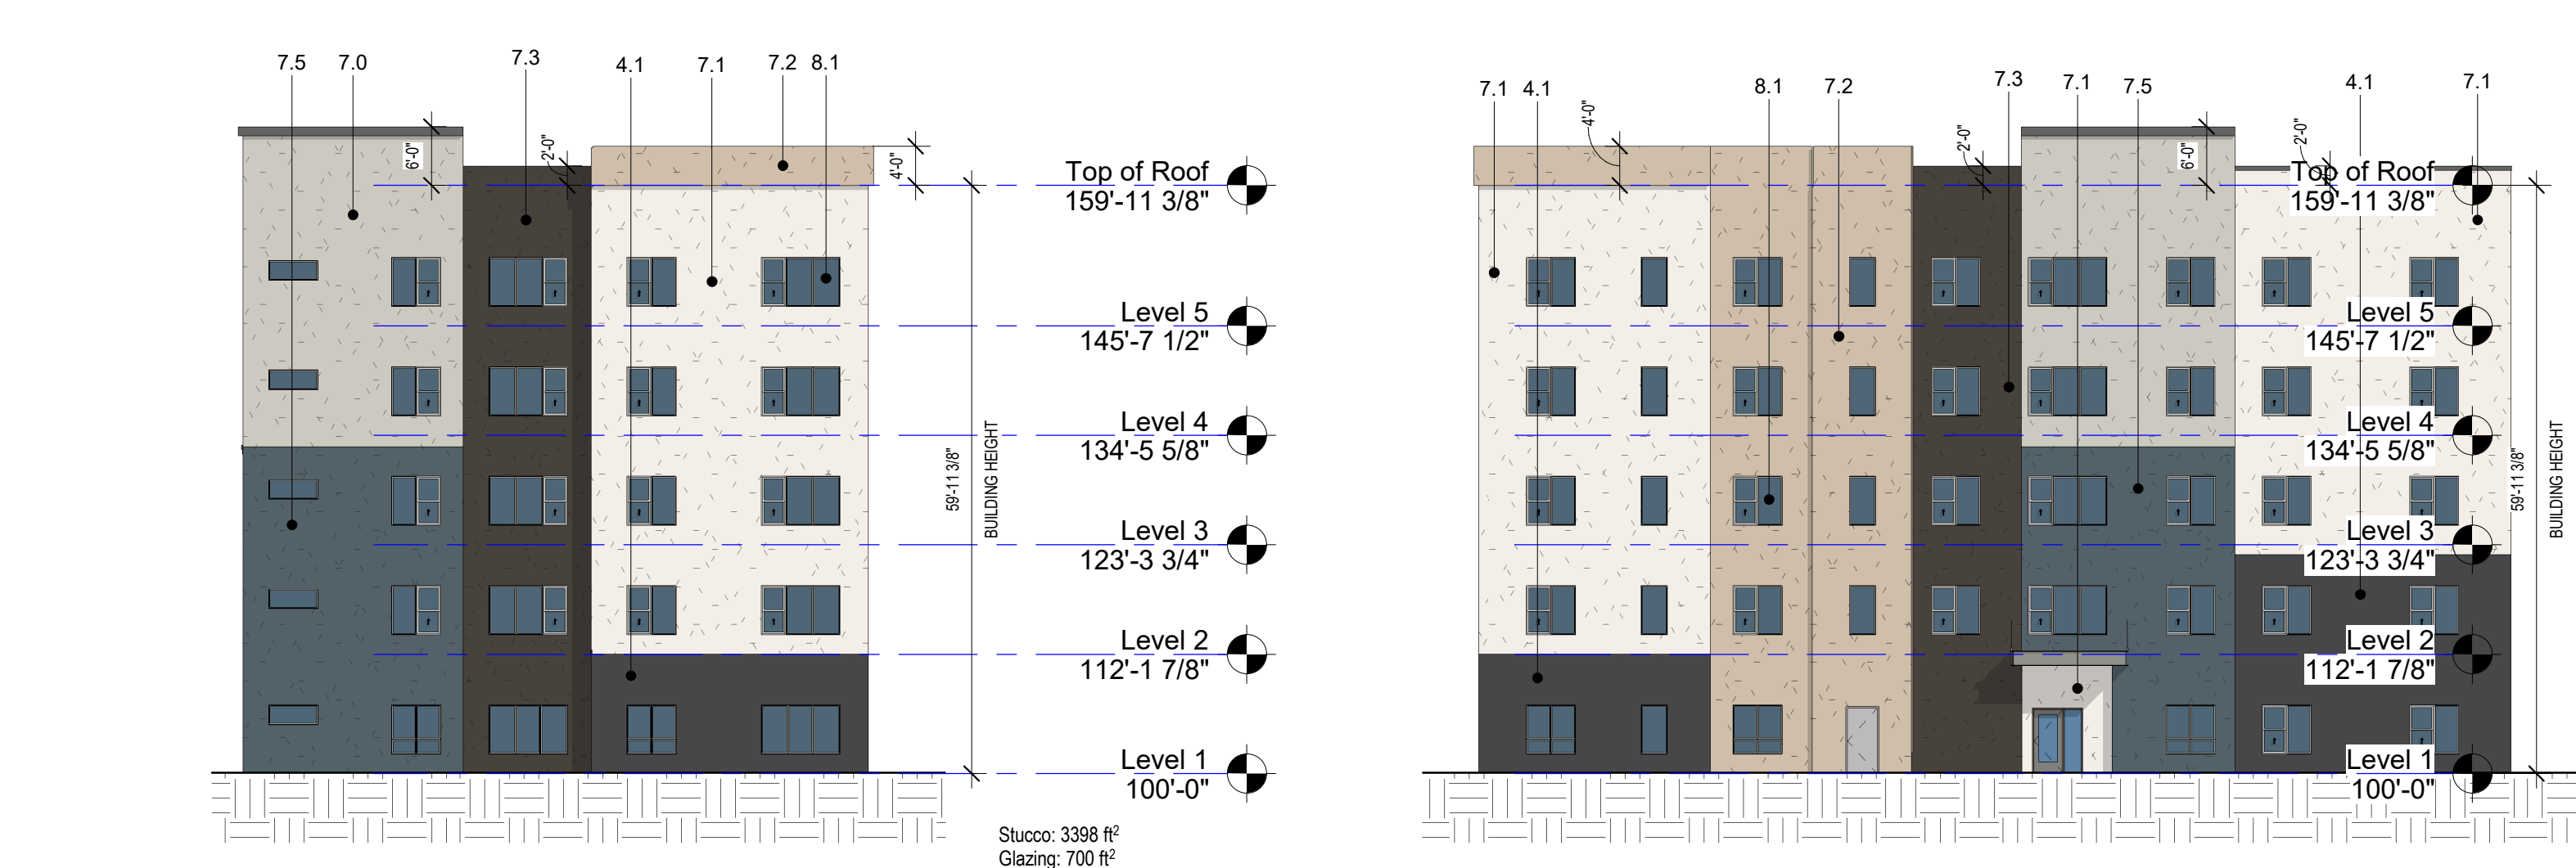 7.5 7.0 7.3 4.1 7.1 7.2 8.1
6'-0"
2'-0"
4'-0"
Top of Roof
159'-11 3/8"
Level 5
145'-7 1/2"
Level 4
134'-5 5/8"
Level 3
123'-3 3/4"
Level 2
112'-1 7/8"
Level 1
100'-0"
59'-11 3/8"
BUILDING HEIGHT
Stucco: 3398 ft²
Glazing: 700 ft²
7.1 4.1 8.1 7.2 7.3 7.1 7.5 4.1 7.1
4'-0"
2'-0"
6'-0"
2'-0"
Top of Roof
159'-11 3/8"
Level 5
145'-7 1/2"
Level 4
134'-5 5/8"
Level 3
123'-3 3/4"
Level 2
112'-1 7/8"
Level 1
100'-0"
59'-11 3/8"
BUILDING HEIGHT